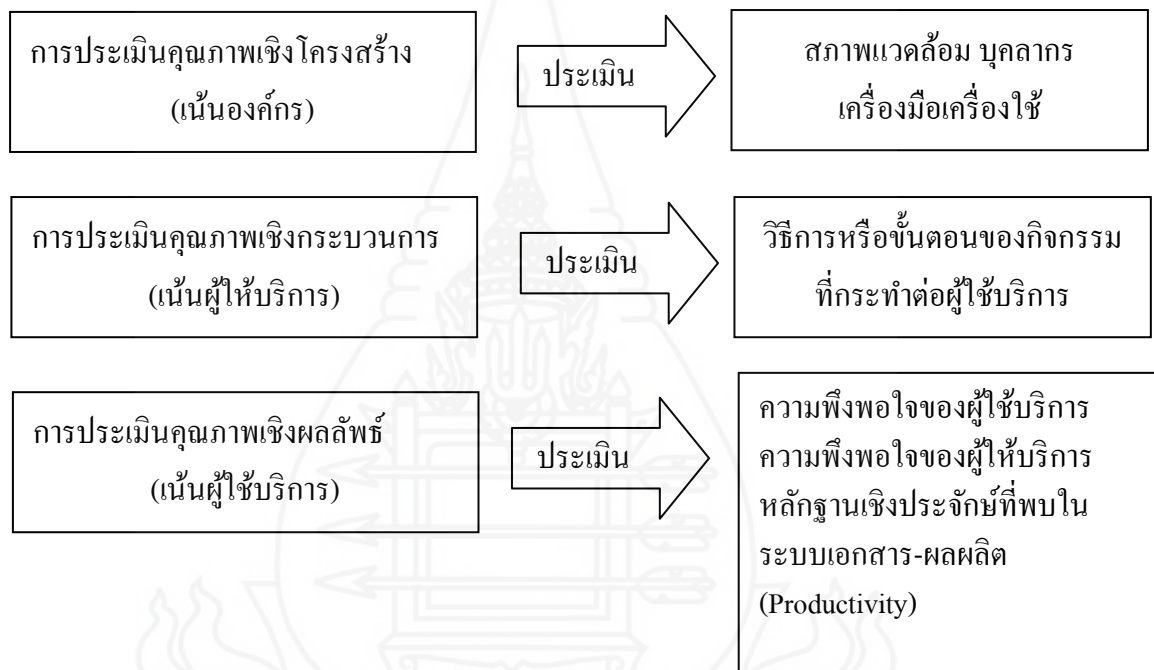 การประเมินคุณภาพเชิงโครงสร้าง
(เน้นองค์กร)
ประเมิน
สภาพแวดล้อม บุคลากร
เครื่องมือเครื่องใช้
การประเมินคุณภาพเชิงกระบวนการ
(เน้นผู้ให้บริการ)
ประเมิน
วิธีการหรือขั้นตอนของกิจกรรม
ที่กระทำต่อผู้ใช้บริการ
การประเมินคุณภาพเชิงผลลัพธ์
(เน้นผู้ใช้บริการ)
ประเมิน
ความพึงพอใจของผู้ใช้บริการ
ความพึงพอใจของผู้ให้บริการ
หลักฐานเชิงประจักษ์ที่พบใน
ระบบเอกสาร-ผลผลิต
(Productivity)